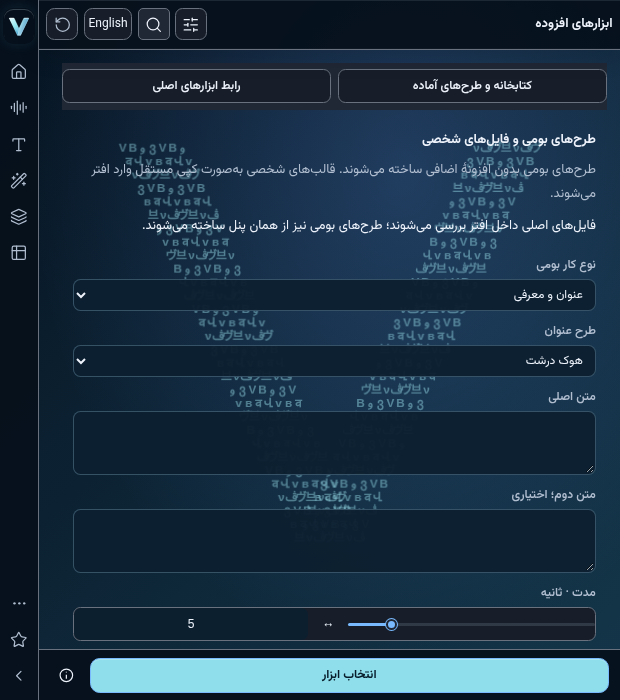 ابزارهای افزوده
English
کتابخانه و طرح‌های آماده
رابط ابزارهای اصلی
طرح‌های بومی و فایل‌های شخصی
طرح‌های بومی بدون افزونهٔ اضافی ساخته می‌شوند. قالب‌های شخصی به‌صورت کپی مستقل وارد افتر
می‌شوند.
فایل‌های اصلی داخل افتر بررسی می‌شوند؛ طرح‌های بومی نیز از همان پنل ساخته می‌شوند.
نوع کار بومی
عنوان و معرفی
طرح عنوان
هوک درشت
متن اصلی
متن دوم؛ اختیاری
مدت · ثانیه
5
انتخاب ابزار